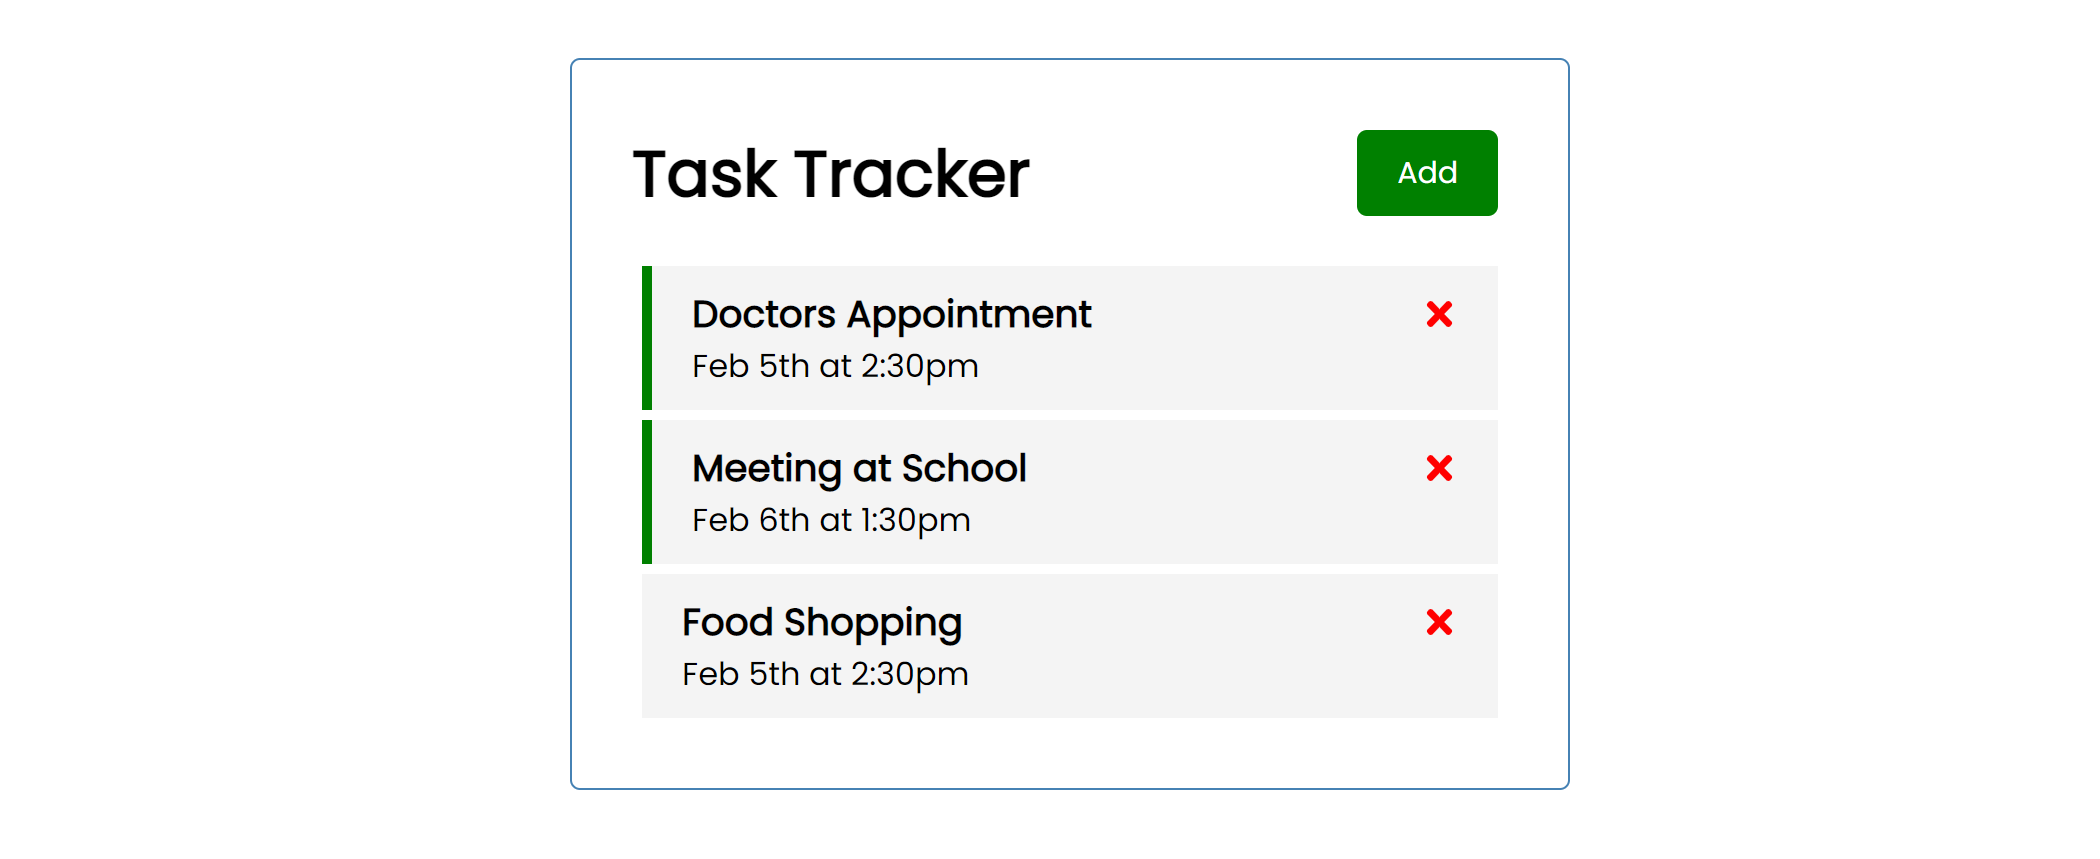 Task Tracker
Add
Doctors Appointment
Feb 5th at 2:30pm
Meeting at School
Feb 6th at 1:30pm
Food Shopping
Feb 5th at 2:30pm